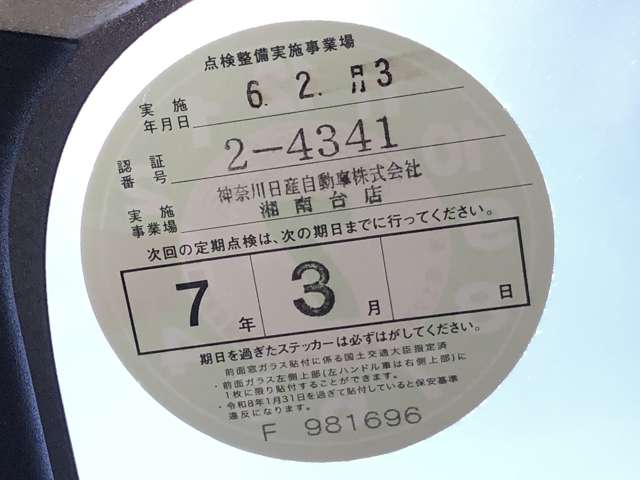 点検整備実施事業場
実施
年月日
6. 2. 月 3
認証
番号
2-4341
神奈川日産自動車株式会社
実施
事業場
湘南台店
次回の定期点検は、次の期日までに行ってください。
7 年 3 月 日
期日を過ぎたステッカーは必ずはがしてください。
前面窓ガラス貼付に係る国土交通大臣指定済
・前面ガラス左側上部(左ハンドル車は右側上部)に
1枚に限り貼付することができます。
・令和8年1月31日を過ぎて貼付していると保安基準
違反になります。
F 981696